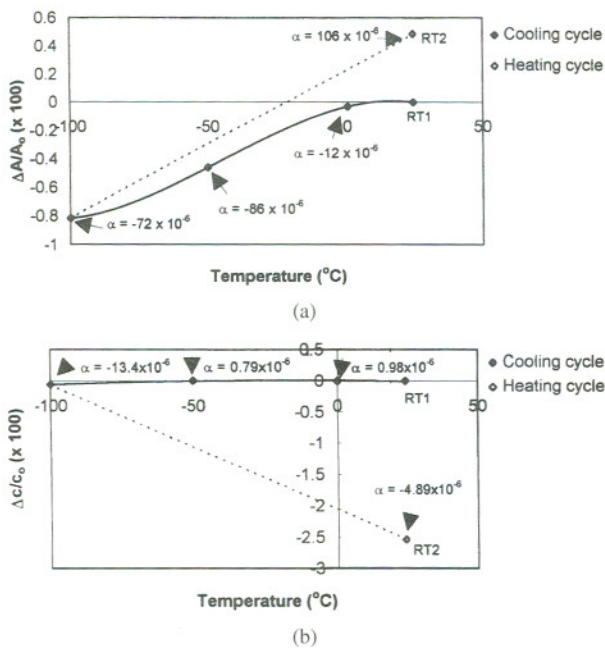 0.6
α = 106 x 10⁻⁶
RT2
Cooling cycle
0.4
Heating cycle
0.2
0
-100
-50
0
RT1
50
-0.2
α = -12 x 10⁻⁶
-0.4
-0.6
α = -86 x 10⁻⁶
-0.8
α = -72 x 10⁻⁶
-1
ΔA/Aₒ (x 100)
Temperature (°C)
(a)
0.5
α = -13.4x10⁻⁶
α = 0.79x10⁻⁶
α = 0.98x10⁻⁶
Cooling cycle
0
RT1
Heating cycle
-100
-50
0
50
-0.5
-1
-1.5
α = -4.89x10⁻⁶
-2
-2.5
RT2
-3
Δc/cₒ (x 100)
Temperature (°C)
(b)